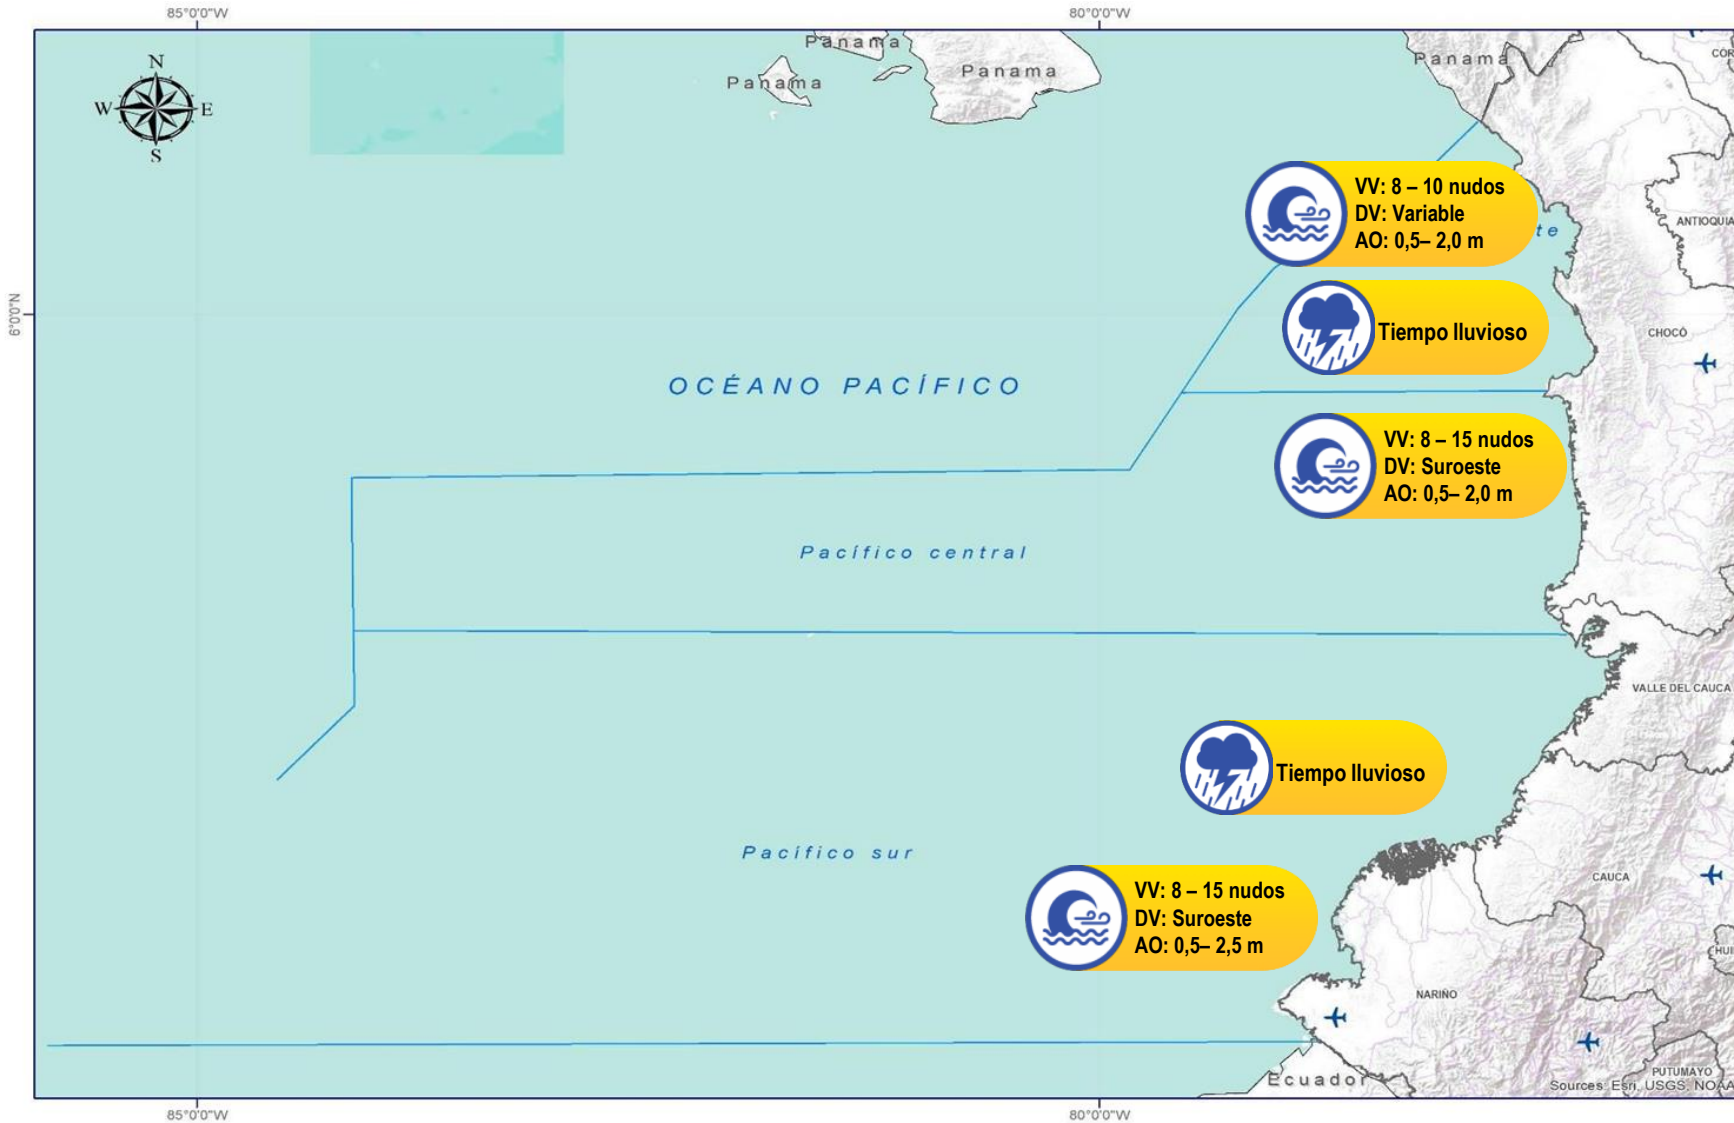 85°0'0"W
80°0'0"W
N
W
E
S
Panama
Panama
Panama
Panama
ANTIOQUIA
VV: 8 – 10 nudos
DV: Variable
AO: 0,5– 2,0 m
te
6°0'0"N
Tiempo lluvioso
CHOCÓ
OCÉANO PACÍFICO
VV: 8 – 15 nudos
DV: Suroeste
AO: 0,5– 2,0 m
Pacífico central
VALLE DEL CAUCA
Tiempo lluvioso
Pacífico sur
CAUCA
VV: 8 – 15 nudos
DV: Suroeste
AO: 0,5– 2,5 m
HUI
NARIÑO
PUTUMAYO
Ecuador
Sources: Esri, USGS, NOAA
85°0'0"W
80°0'0"W